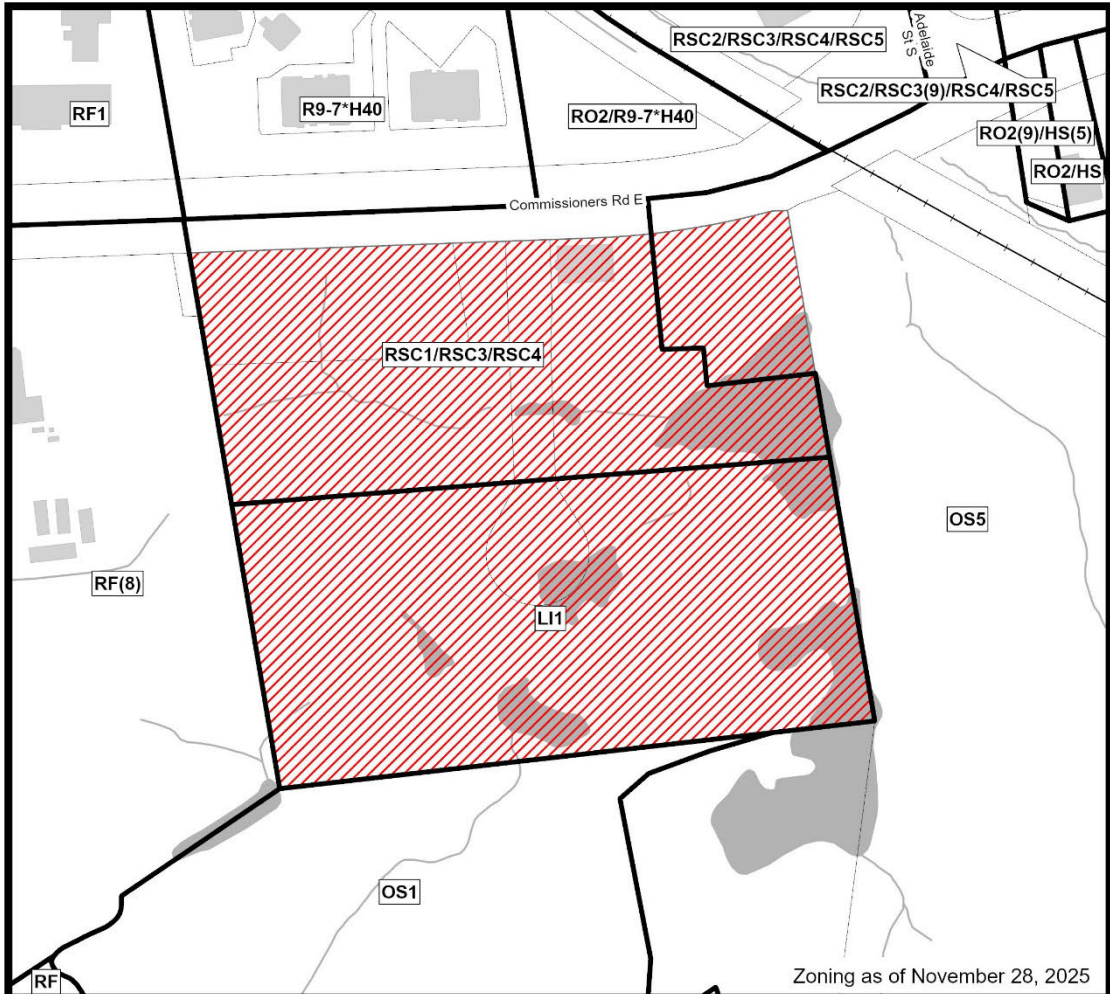 RSC2/RSC3/RSC4/RSC5
Adelaide
St S
RSC2/RSC3(9)/RSC4/RSC5
RF1
R9-7*H40
RO2/R9-7*H40
RO2(9)/HS(5)
RO2/HS
Commissioners Rd E
RSC1/RSC3/RSC4
OS5
RF(8)
LI1
OS1
RF
Zoning as of November 28, 2025